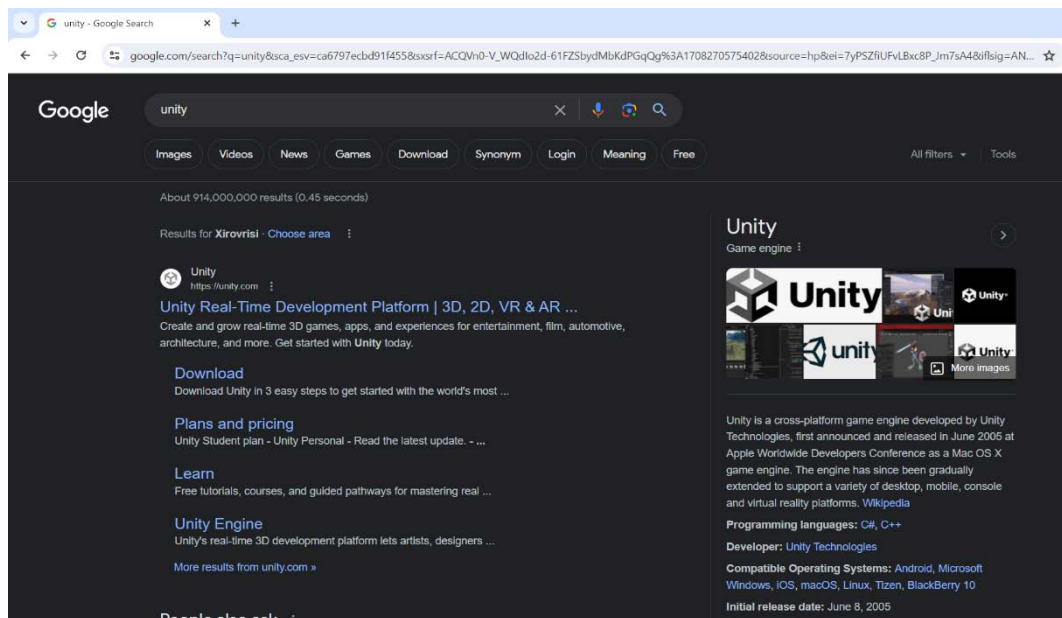 unity - Google Search
google.com/search?q=unity&sca_esv=ca6797ecbd91f455&sxsrf=ACQVn0-V_WQdIo2d-61FZSbydMbKdPGqQg%3A1708270575402&source=hp&ei=7yPSZfiUFvLBxc8P_Jm7sA4&iflsig=AN...
Google
unity
Images
Videos
News
Games
Download
Synonym
Login
Meaning
Free
All filters
Tools
About 914,000,000 results (0.45 seconds)
Results for Xirovrisi · Choose area
Unity
https://unity.com
Unity Real-Time Development Platform | 3D, 2D, VR & AR ...
Create and grow real-time 3D games, apps, and experiences for entertainment, film, automotive,
architecture, and more. Get started with Unity today.
Download
Download Unity in 3 easy steps to get started with the world's most ...
Plans and pricing
Unity Student plan - Unity Personal - Read the latest update. - ...
Learn
Free tutorials, courses, and guided pathways for mastering real ...
Unity Engine
Unity's real-time 3D development platform lets artists, designers ...
More results from unity.com »
People also ask
Unity
Game engine
Unity
Uni
Unity
unity
Unity
More images
Unity is a cross-platform game engine developed by Unity
Technologies, first announced and released in June 2005 at
Apple Worldwide Developers Conference as a Mac OS X
game engine. The engine has since been gradually
extended to support a variety of desktop, mobile, console
and virtual reality platforms. Wikipedia
Programming languages: C#, C++
Developer: Unity Technologies
Compatible Operating Systems: Android, Microsoft
Windows, iOS, macOS, Linux, Tizen, BlackBerry 10
Initial release date: June 8, 2005